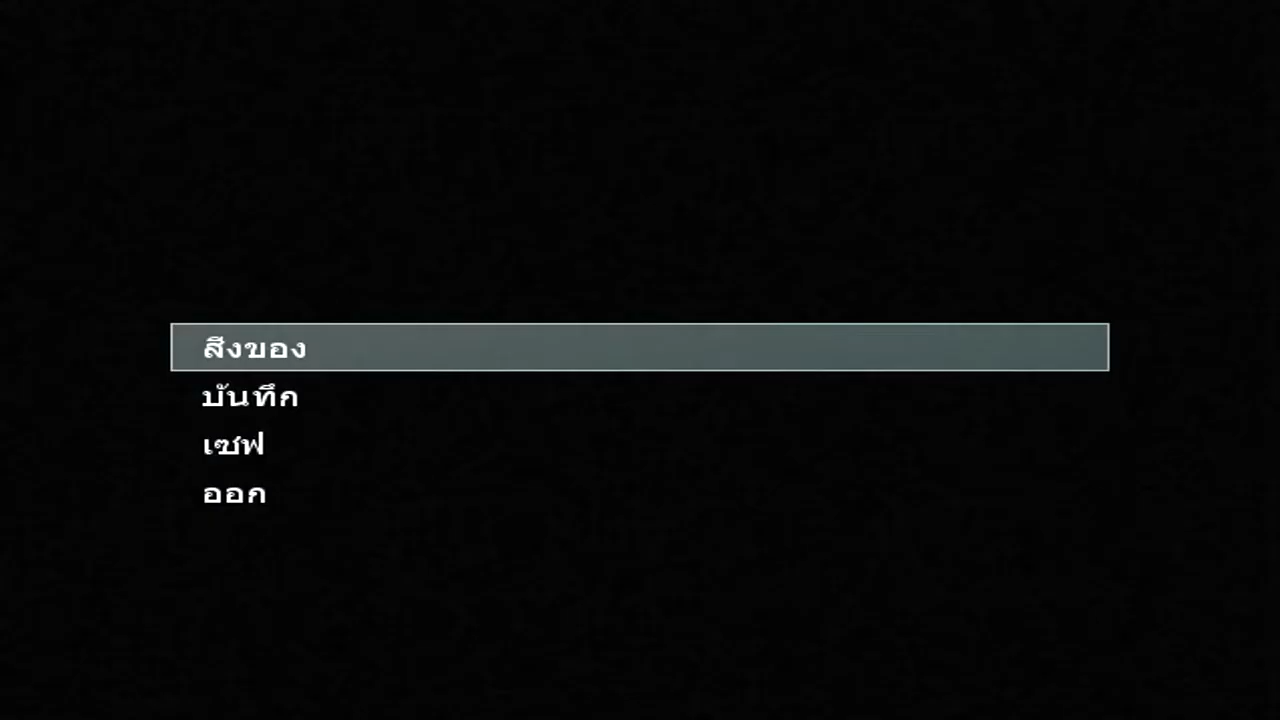 สิ่งของ
บันทึก
เซฟ
ออก